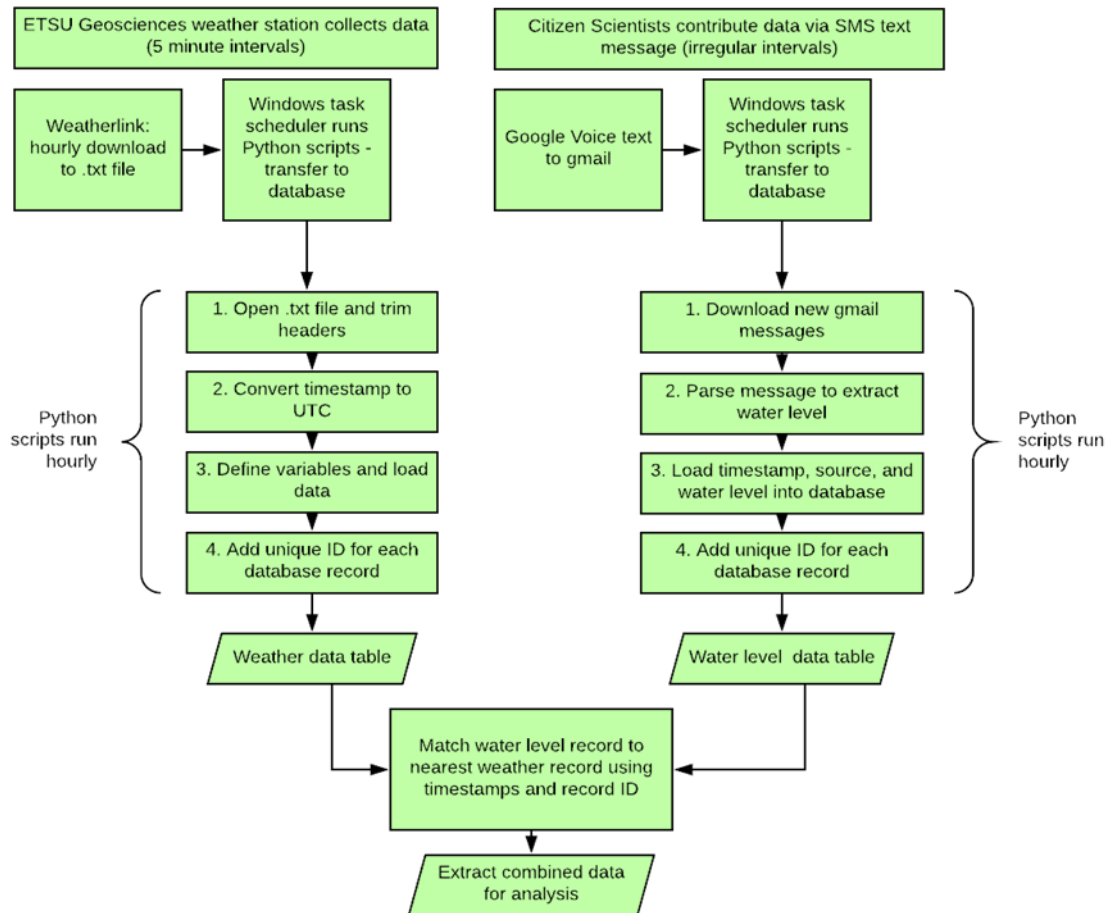 ETSU Geosciences weather station collects data
(5 minute intervals)
Citizen Scientists contribute data via SMS text
message (irregular intervals)
Weatherlink:
hourly download
to .txt file
Windows task
scheduler runs
Python scripts -
transfer to
database
Google Voice text
to gmail
Windows task
scheduler runs
Python scripts -
transfer to
database
Python
scripts run
hourly
1. Open .txt file and trim
headers
2. Convert timestamp to
UTC
3. Define variables and load
data
4. Add unique ID for each
database record
1. Download new gmail
messages
2. Parse message to extract
water level
3. Load timestamp, source, and
water level into database
4. Add unique ID for each
database record
Python
scripts run
hourly
Weather data table
Water level  data table
Match water level record to
nearest weather record using
timestamps and record ID
Extract combined data
for analysis